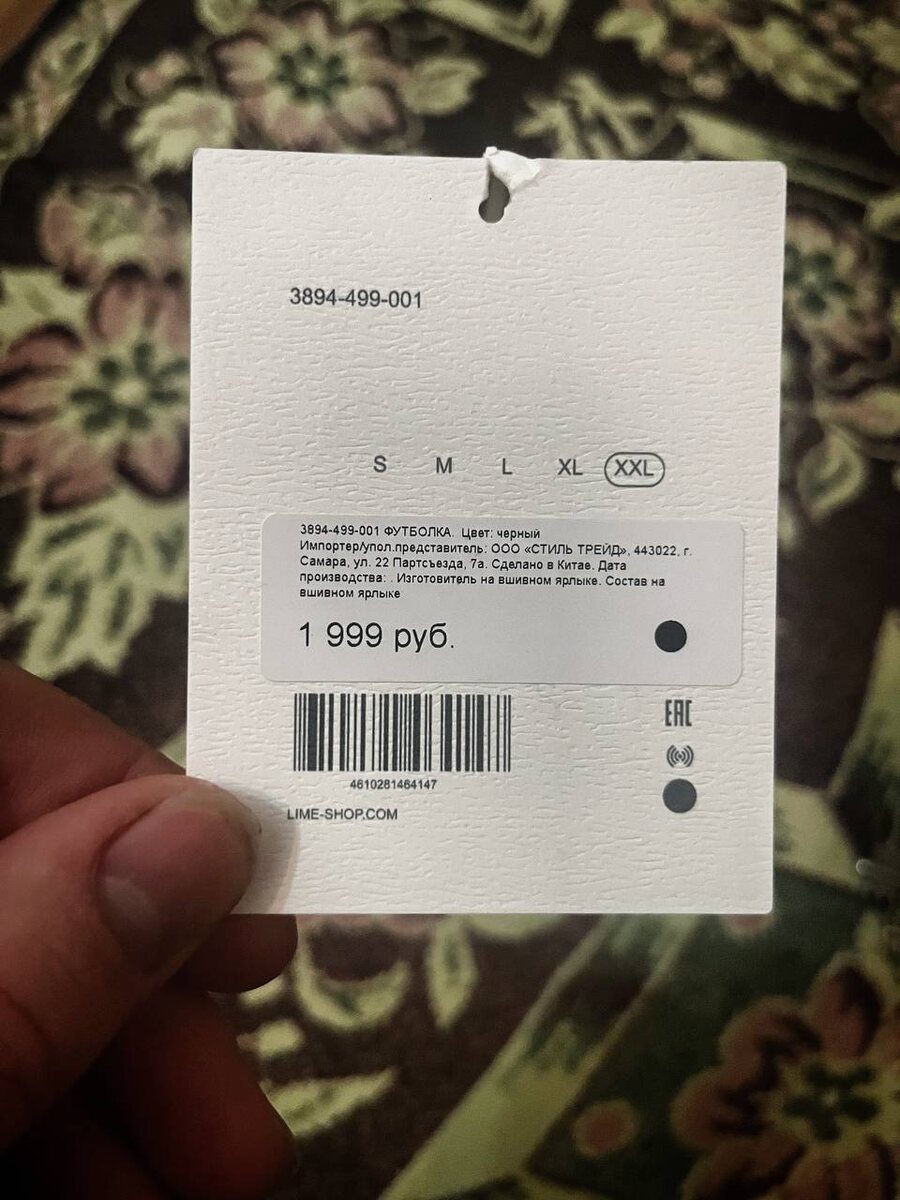 3894-499-001
S M L XL XXL
3894-499-001 ФУТБОЛКА. Цвет: черный
Импортер/упол.представитель: ООО «СТИЛЬ ТРЕЙД», 443022, г.
Самара, ул. 22 Партсъезда, 7а. Сделано в Китае. Дата
производства: . Изготовитель на вшивном ярлыке. Состав на
вшивном ярлыке
1 999 руб.
EAC
4610281464147
LIME-SHOP.COM